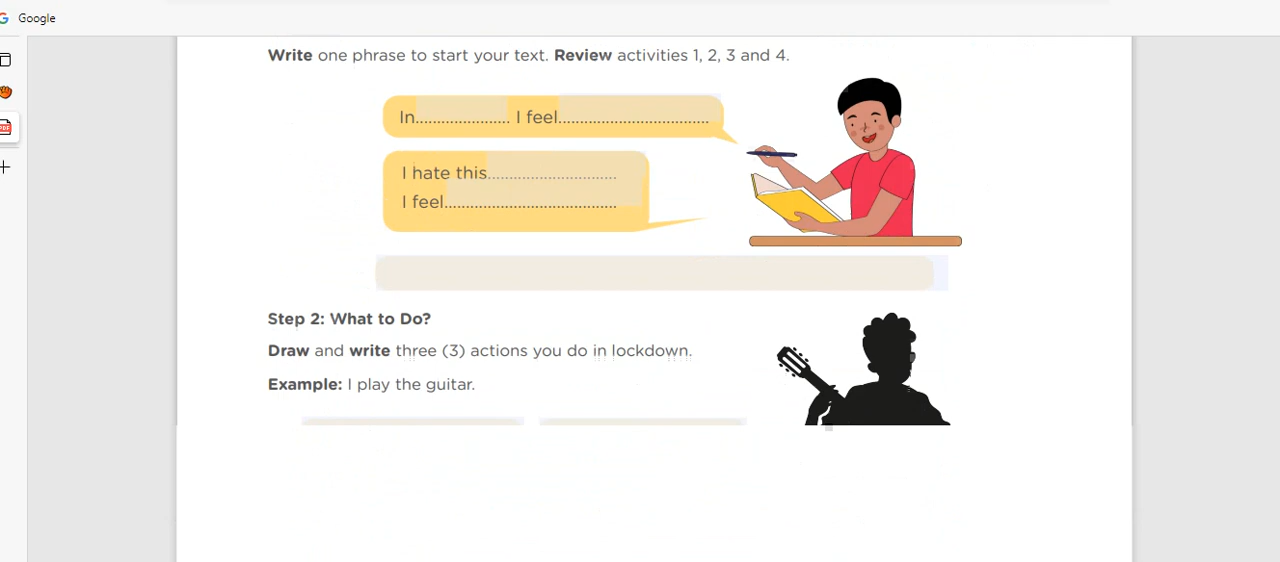 Google
Write one phrase to start your text. Review activities 1, 2, 3 and 4.
In...................... I feel...................................
I hate this..............................
I feel........................................
Step 2: What to Do?
Draw and write three (3) actions you do in lockdown.
Example: I play the guitar.